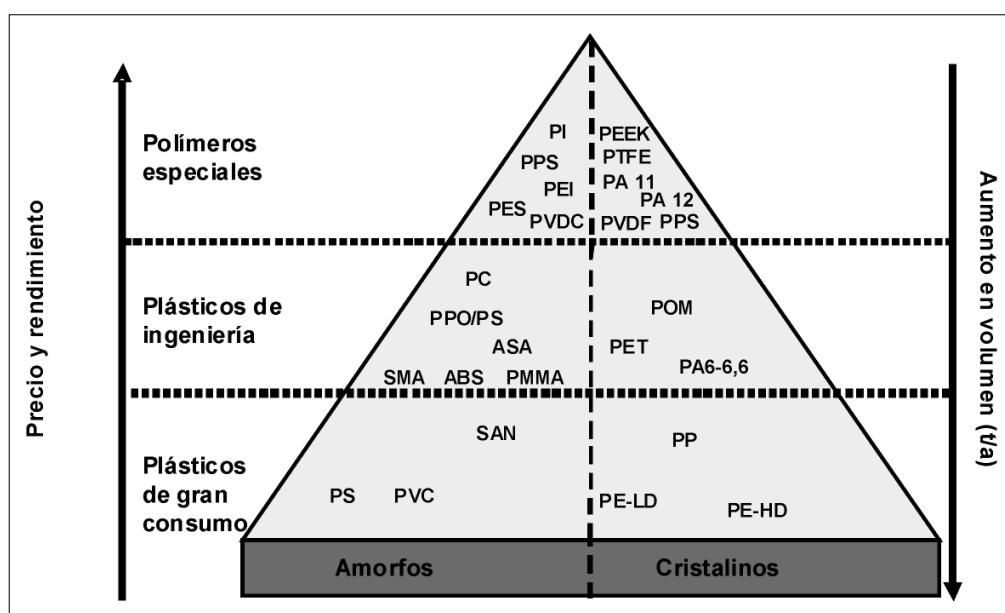 Precio y rendimiento
Polímeros
especiales
PI
PEEK
PPS
PTFE
PEI
PA 11
PA 12
PES
PVDC
PVDF
PPS
Plásticos de
ingeniería
PC
POM
PPO/PS
ASA
PET
PA6-6,6
SMA
ABS
PMMA
Plásticos
de gran
consumo
SAN
PP
PS
PVC
PE-LD
PE-HD
Amorfos
Cristalinos
Aumento en volumen (t/a)